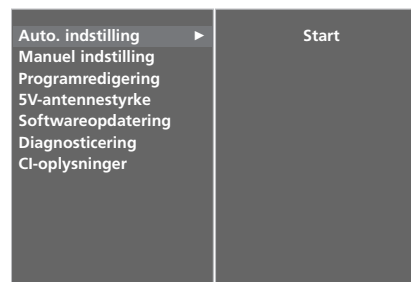 Auto. indstilling ► Start
Manuel indstilling
Programredigering
5V-antennestyrke
Softwareopdatering
Diagnosticering
CI-oplysninger